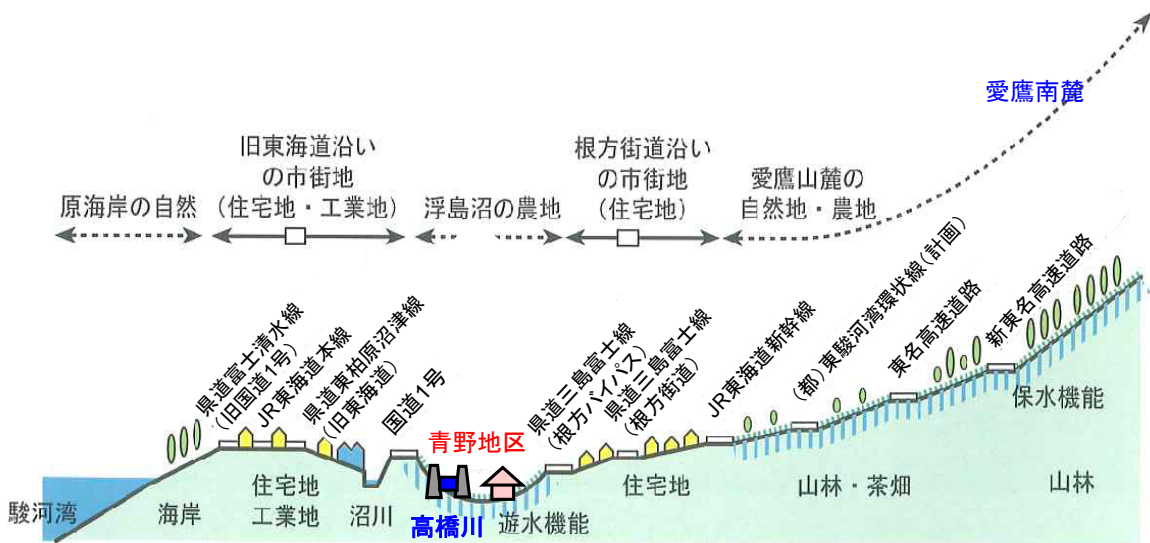 愛鷹南麓
旧東海道沿い
の市街地
(住宅地・工業地)
根方街道沿い
の市街地
(住宅地)
愛鷹山麓の
自然地・農地
原海岸の自然
浮島沼の農地
県道富士清水線
(旧国道1号)
JR東海道本線
県道東柏原沼津線
(旧東海道)
国道1号
県道三島富士線
(根方バイパス)
県道三島富士線
(根方街道)
JR東海道新幹線
(都)東駿河湾環状線(計画)
東名高速道路
新東名高速道路
青野地区
保水機能
駿河湾
海岸
住宅地
工業地
沼川
高橋川
遊水機能
住宅地
山林・茶畑
山林